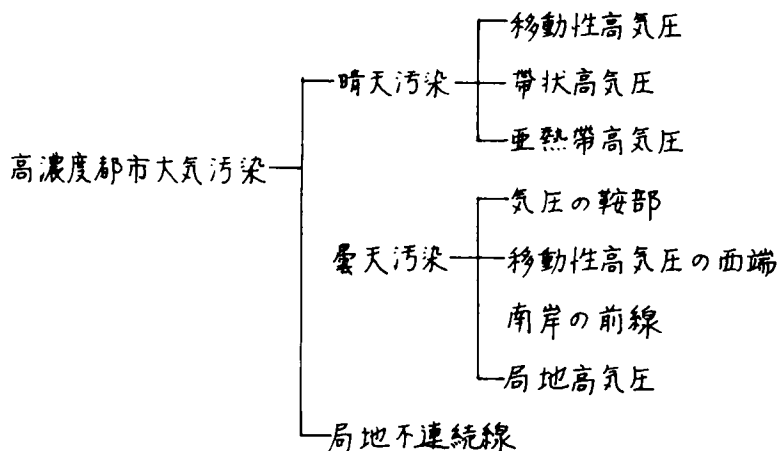 高濃度都市大気汚染
晴天汚染
移動性高気圧
帯状高気圧
亜熱帯高気圧
曇天汚染
気圧の鞍部
移動性高気圧の西端
南岸の前線
局地高気圧
局地不連続線